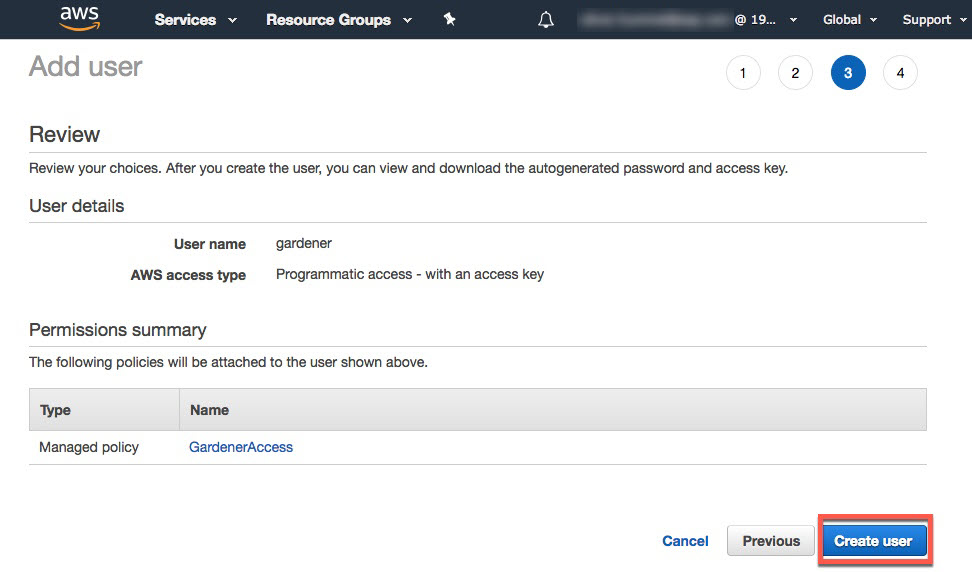 aws Services Resource Groups @ 19... Global Support
Add user 1 2 3 4
Review
Review your choices. After you create the user, you can view and download the autogenerated password and access key.
User details
User name gardener
AWS access type Programmatic access - with an access key
Permissions summary
The following policies will be attached to the user shown above.
Type Name
Managed policy GardenerAccess
Cancel Previous Create user